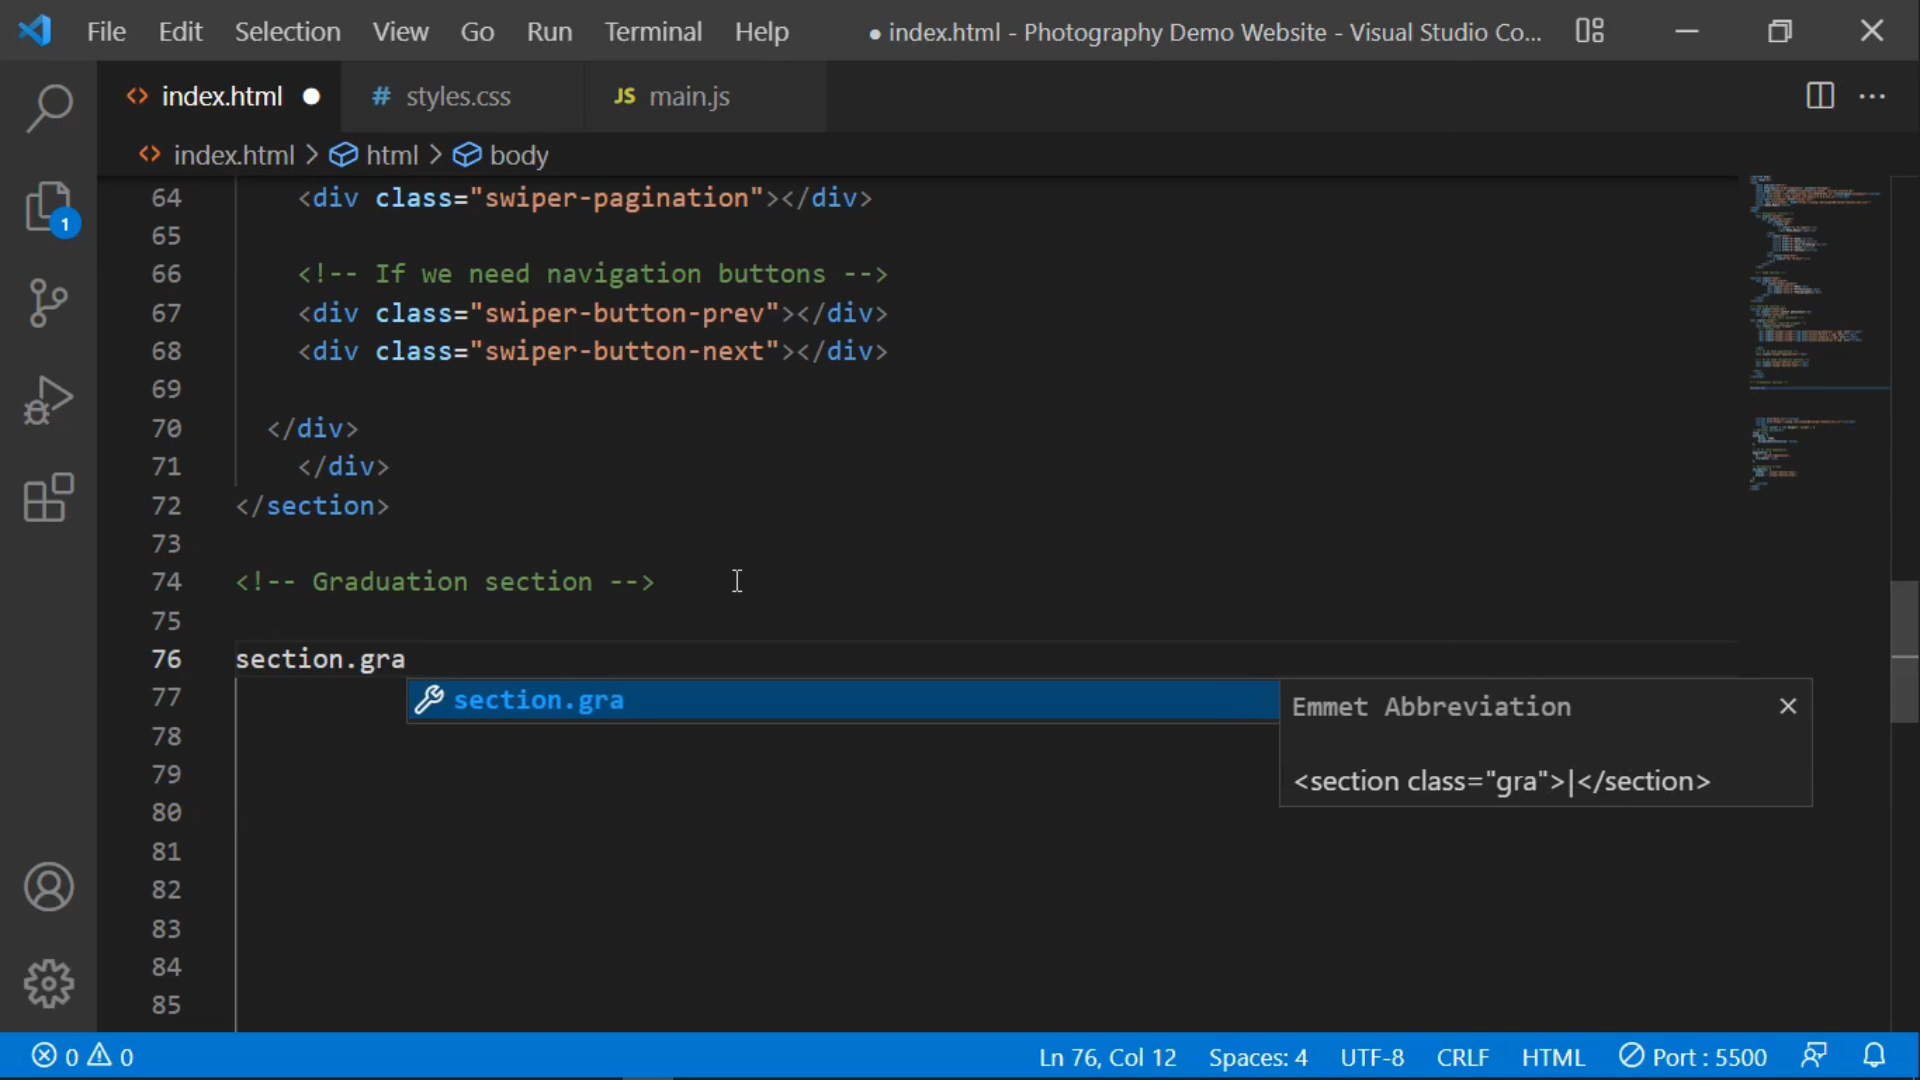 File Edit Selection View Go Run Terminal Help ● index.html - Photography Demo Website - Visual Studio Co...
<> index.html ● # styles.css JS main.js ...
<> index.html > html > body
64 <div class="swiper-pagination"></div>
65
66 <!-- If we need navigation buttons -->
67 <div class="swiper-button-prev"></div>
68 <div class="swiper-button-next"></div>
69
70 </div>
71 </div>
72 </section>
73
74 <!-- Graduation section -->
75
76 section.gra
77 section.gra Emmet Abbreviation
78
79 <section class="gra">|</section>
80
81
82
83
84
85
1
0 0 Ln 76, Col 12 Spaces: 4 UTF-8 CRLF HTML Port : 5500